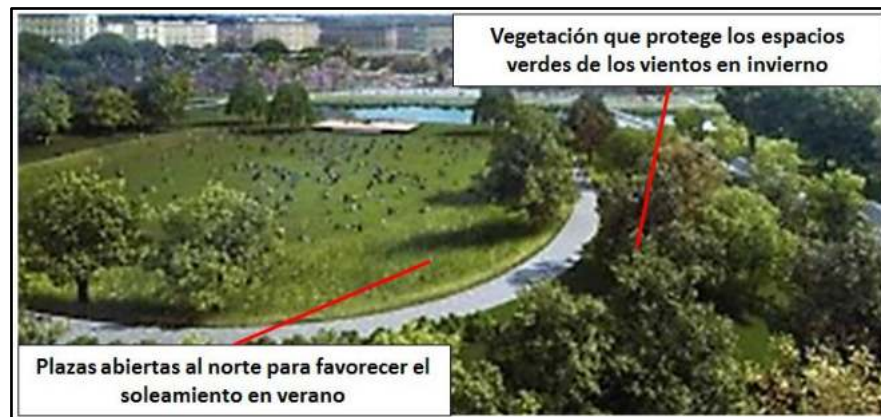 Vegetación que protege los espacios
verdes de los vientos en invierno
Plazas abiertas al norte para favorecer el
soleamiento en verano